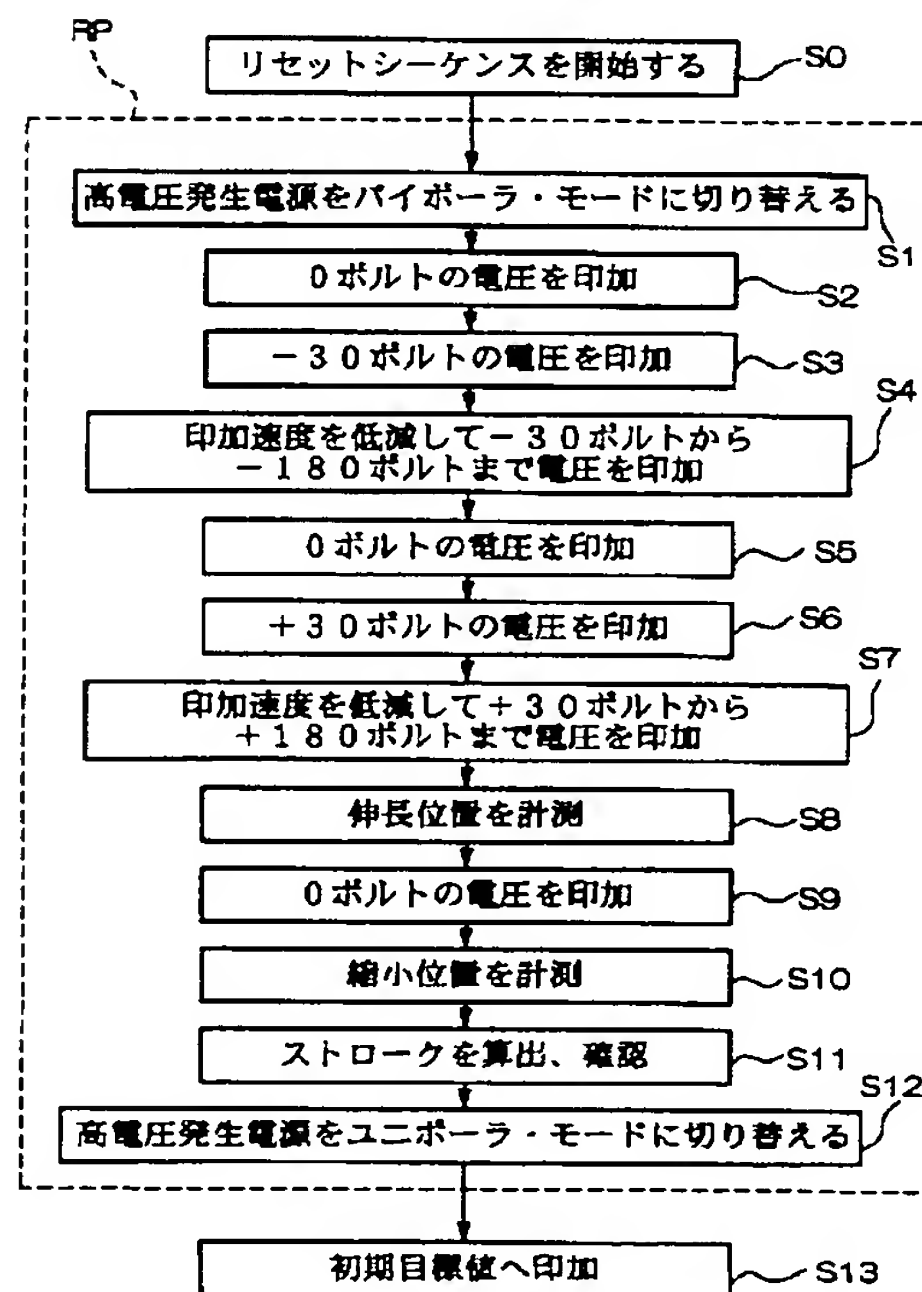 RP
リセットシーケンスを開始する
S0
高電圧発生電源をバイポーラ・モードに切り替える
S1
0ボルトの電圧を印加
S2
－30ボルトの電圧を印加
S3
S4
印加速度を低減して－30ボルトから
－180ボルトまで電圧を印加
0ボルトの電圧を印加
S5
＋30ボルトの電圧を印加
S6
S7
印加速度を低減して＋30ボルトから
＋180ボルトまで電圧を印加
伸長位置を計測
S8
0ボルトの電圧を印加
S9
縮小位置を計測
S10
ストロークを算出、確認
S11
S12
高電圧発生電源をユニポーラ・モードに切り替える
初期目標値へ印加
S13